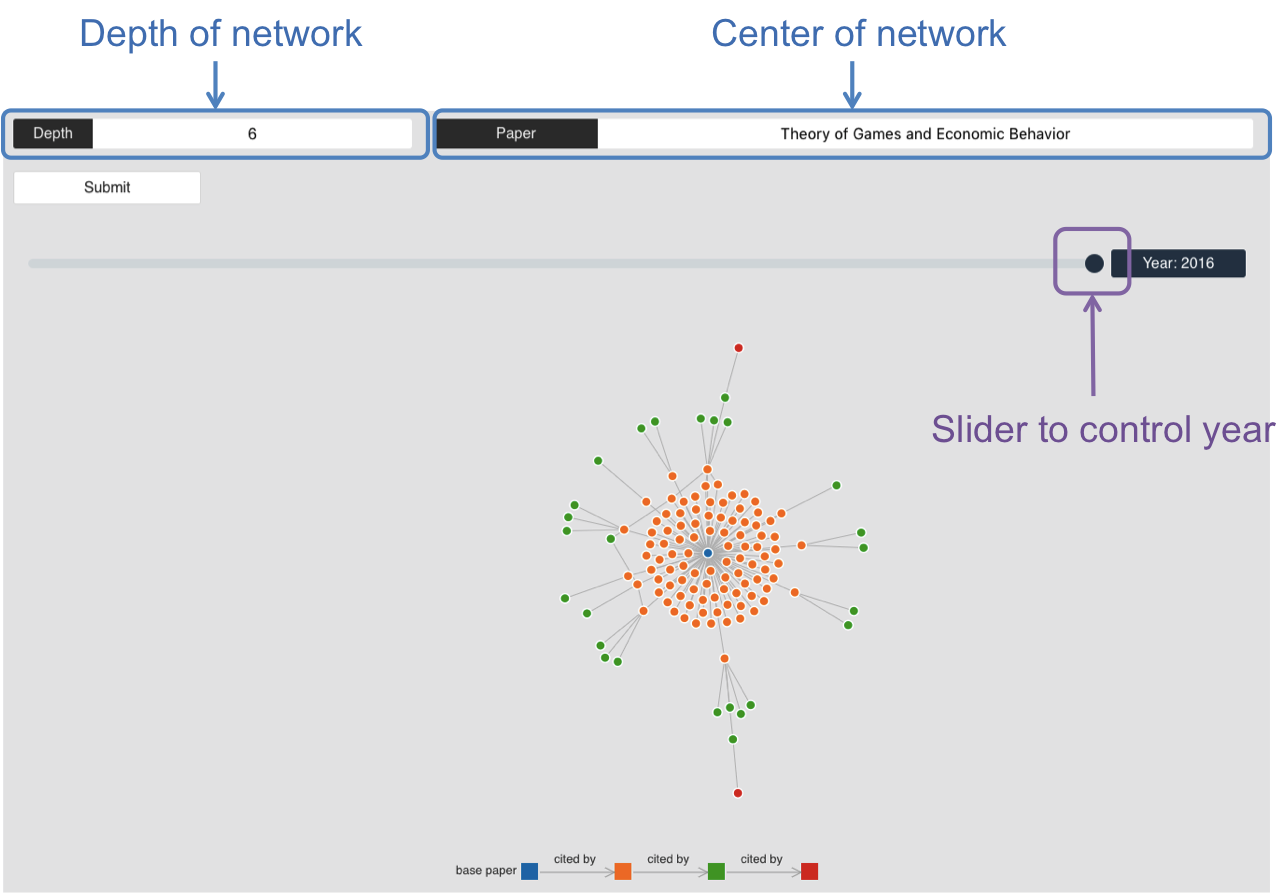 Depth of network
Center of network
Depth
6
Paper
Theory of Games and Economic Behavior
Submit
Year: 2016
Slider to control year
base paper
cited by
cited by
cited by